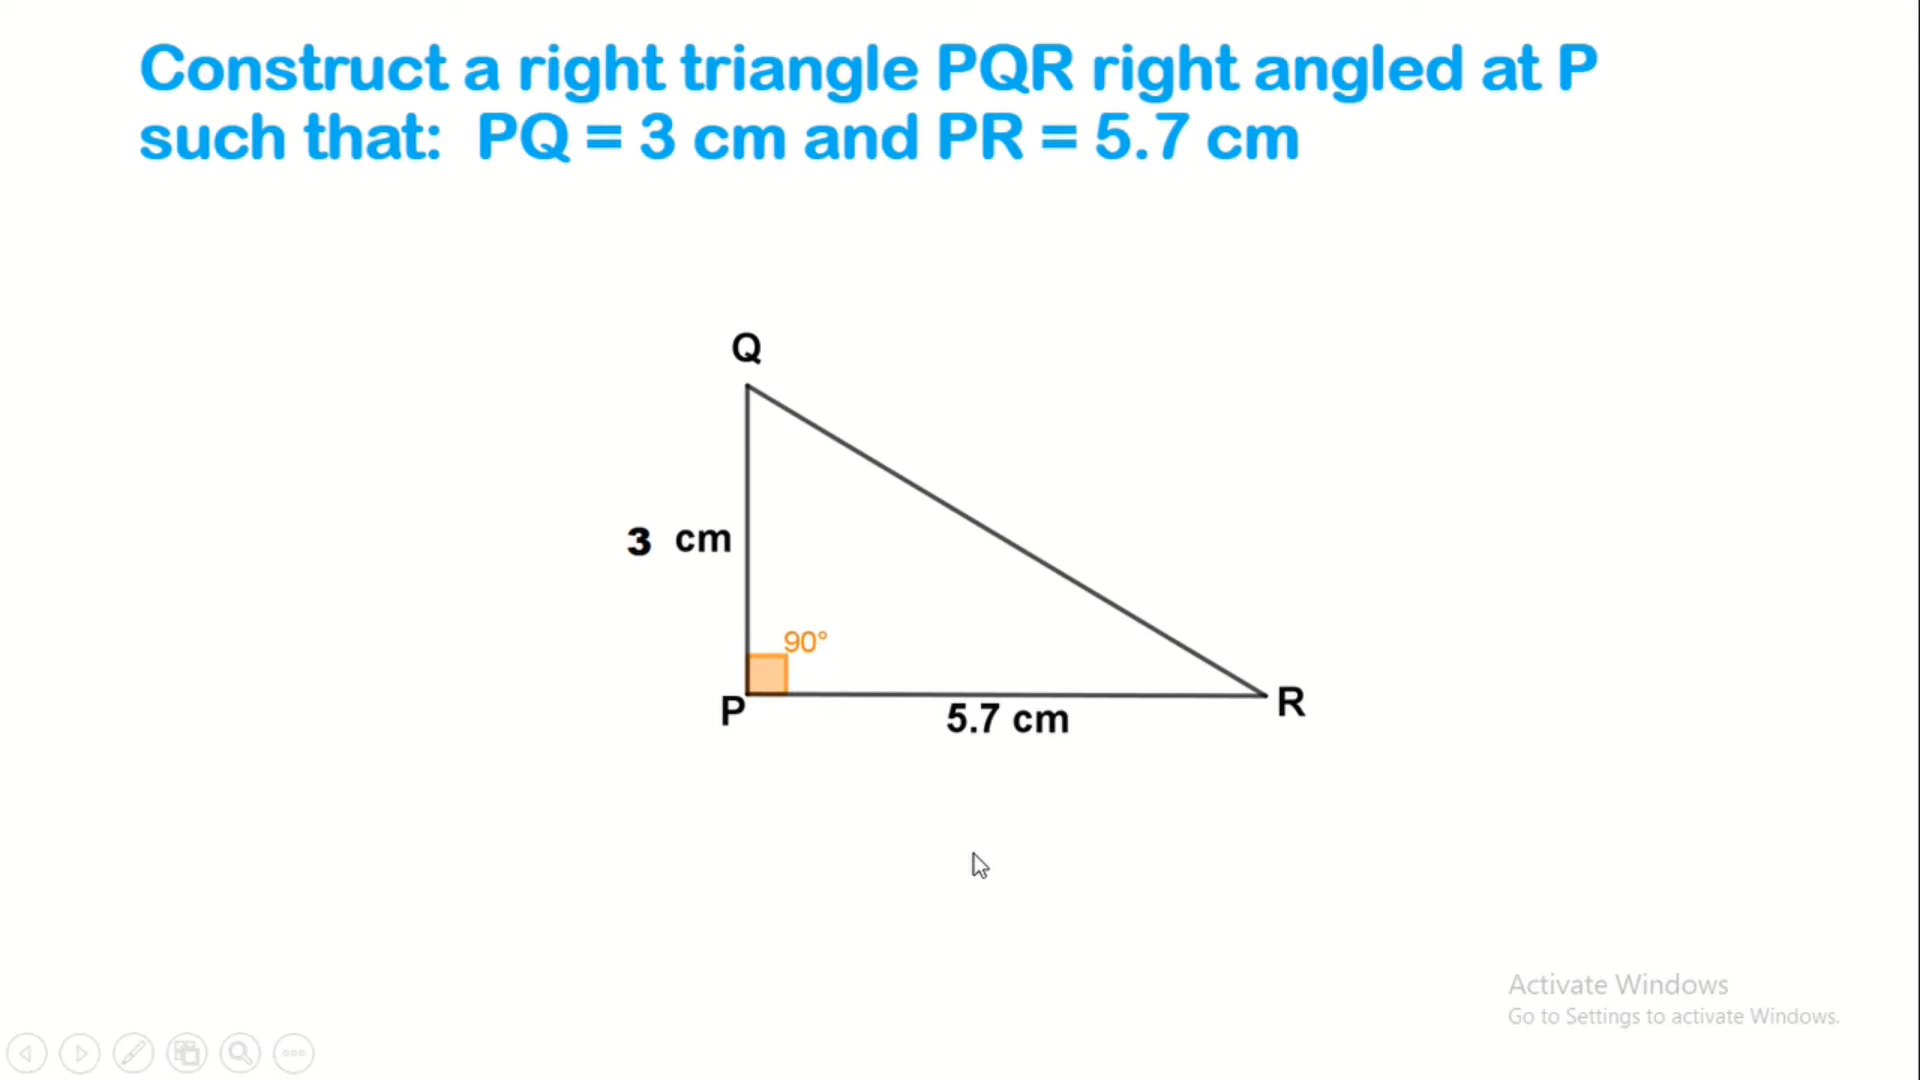 Construct a right triangle PQR right angled at P
such that: PQ = 3 cm and PR = 5.7 cm
Q
3 cm
90°
P
R
5.7 cm
Activate Windows
Go to Settings to activate Windows.